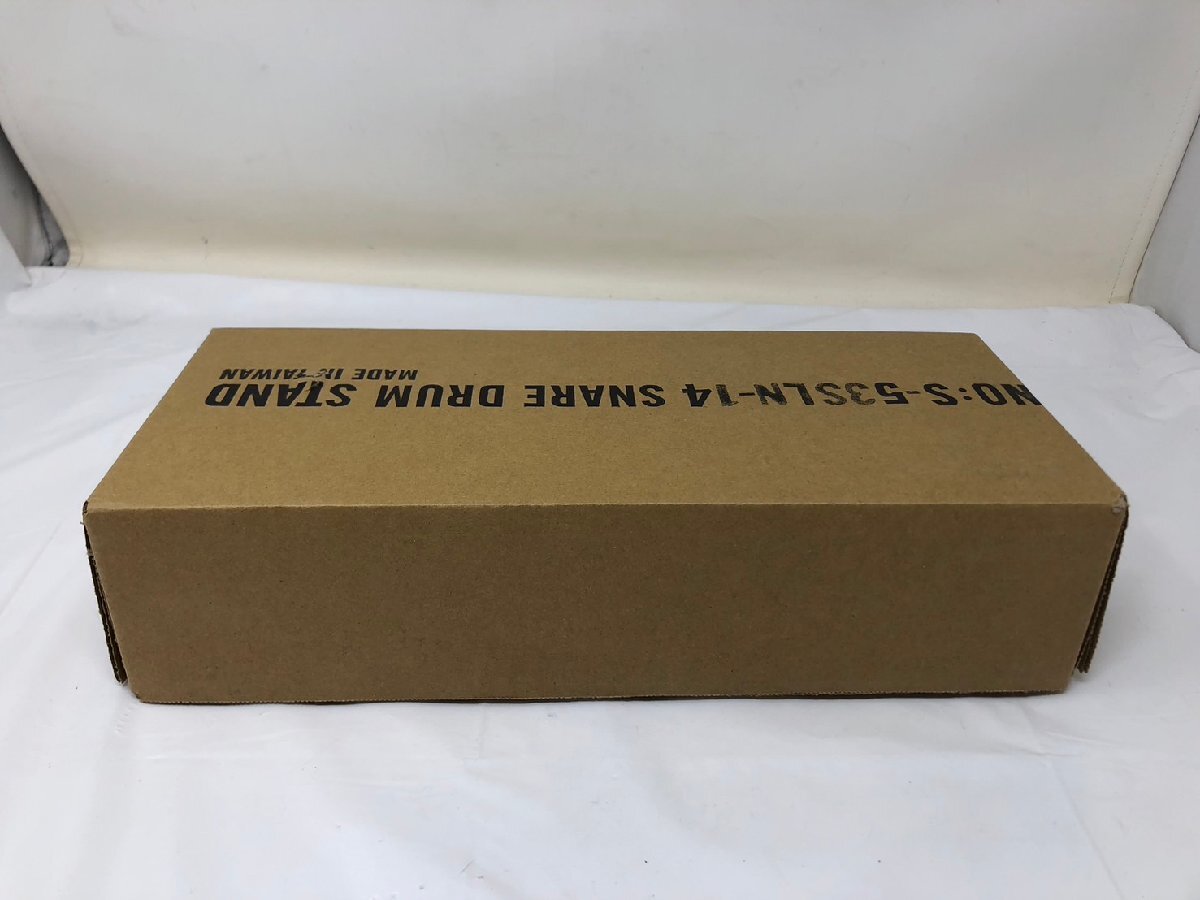 NO:S-53SLN-14 SNARE DRUM STAND
MADE IN TAIWAN